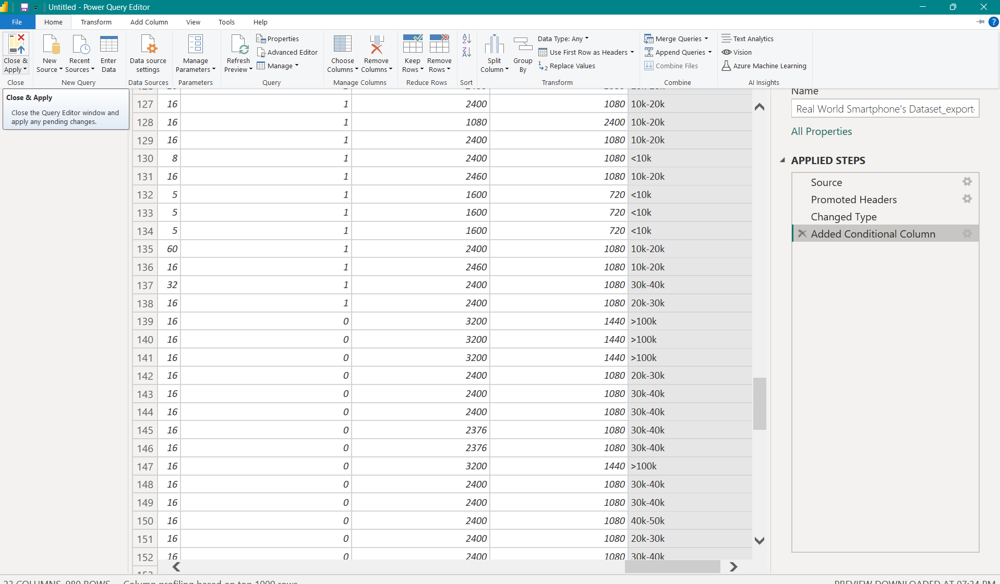 Untitled - Power Query Editor
File Home Transform Add Column View Tools Help
Close & Apply
New Source
Recent Sources
Enter Data
Data source settings
Manage Parameters
Refresh Preview
Properties
Advanced Editor
Manage
Choose Columns
Remove Columns
Keep Rows
Remove Rows
Split Column
Group By
Data Type: Any
Use First Row as Headers
Replace Values
Merge Queries
Append Queries
Combine Files
Text Analytics
Vision
Azure Machine Learning
Close New Query Data Sources Parameters Query Manage Columns Reduce Rows Sort Transform Combine AI Insights
Close & Apply
Close the Query Editor window and
apply any pending changes.
127 16 1 2400 1080 10k-20k
128 16 1 1080 2400 10k-20k
129 16 1 2400 1080 10k-20k
130 8 1 2400 1080 <10k
131 16 1 2460 1080 10k-20k
132 5 1 1600 720 <10k
133 5 1 1600 720 <10k
134 5 1 1600 720 <10k
135 60 1 2400 1080 10k-20k
136 16 1 2460 1080 10k-20k
137 32 1 2400 1080 30k-40k
138 16 1 2400 1080 20k-30k
139 16 0 3200 1440 >100k
140 16 0 3200 1440 >100k
141 16 0 3200 1440 >100k
142 16 0 2400 1080 20k-30k
143 16 0 2400 1080 30k-40k
144 16 0 2400 1080 30k-40k
145 16 0 2376 1080 30k-40k
146 16 0 2376 1080 30k-40k
147 16 0 3200 1440 >100k
148 16 0 2400 1080 30k-40k
149 16 0 2400 1080 30k-40k
150 16 0 2400 1080 40k-50k
151 16 0 2400 1080 20k-30k
152 16 0 2400 1080 30k-40k
Name
Real World Smartphone's Dataset_export
All Properties
APPLIED STEPS
Source
Promoted Headers
Changed Type
Added Conditional Column
23 COLUMNS, 980 ROWS Column profiling based on top 1000 rows
PREVIEW DOWNLOADED AT 07:24 PM